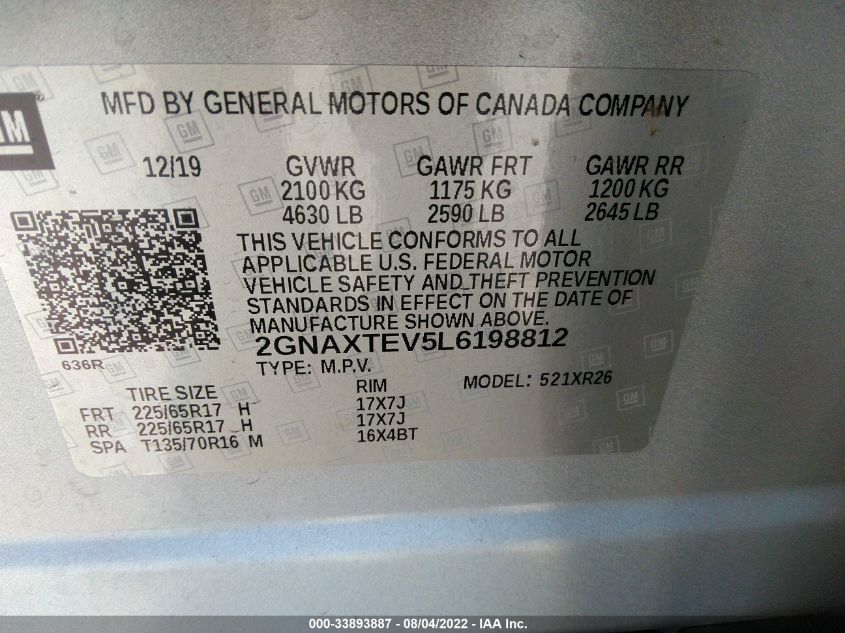 GM
MFD BY GENERAL MOTORS OF CANADA COMPANY
12/19 GVWR GAWR FRT GAWR RR
2100 KG 1175 KG 1200 KG
4630 LB 2590 LB 2645 LB
THIS VEHICLE CONFORMS TO ALL
APPLICABLE U.S. FEDERAL MOTOR
VEHICLE SAFETY AND THEFT PREVENTION
STANDARDS IN EFFECT ON THE DATE OF
MANUFACTURE SHOWN ABOVE.
2GNAXTEV5L6198812
636R
TYPE: M.P.V.
MODEL: 521XR26
TIRE SIZE RIM
FRT 225/65R17 H 17X7J
RR 225/65R17 H 17X7J
SPA T135/70R16 M 16X4BT
000-33893887 - 08/04/2022 - IAA Inc.